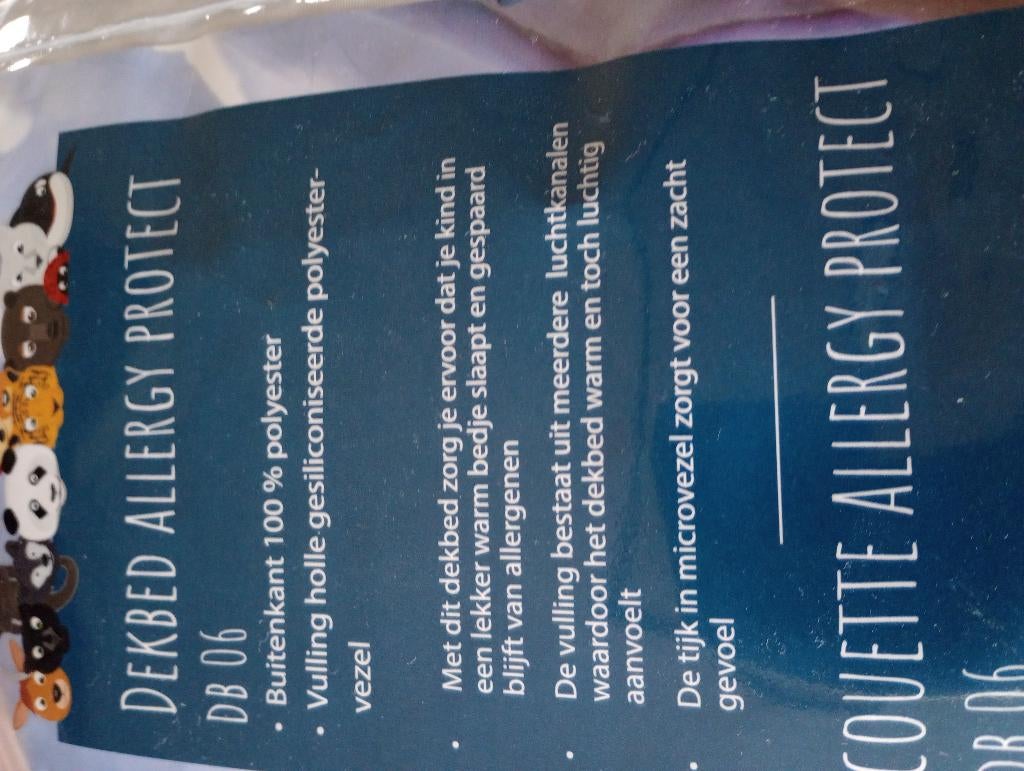 DEKBED ALLERGY PROTECT
DB 06
• Buitenkant 100 % polyester
• Vulling holle gesiliconiseerde polyester-
vezel
• Met dit dekbed zorg je ervoor dat je kind in
een lekker warm bedje slaapt en gespaard
blijft van allergenen
• De vulling bestaat uit meerdere luchtkanalen
waardoor het dekbed warm en toch luchtig
aanvoelt
• De tijk in microvezel zorgt voor een zacht
gevoel
COUETTE ALLERGY PROTECT
DB 06